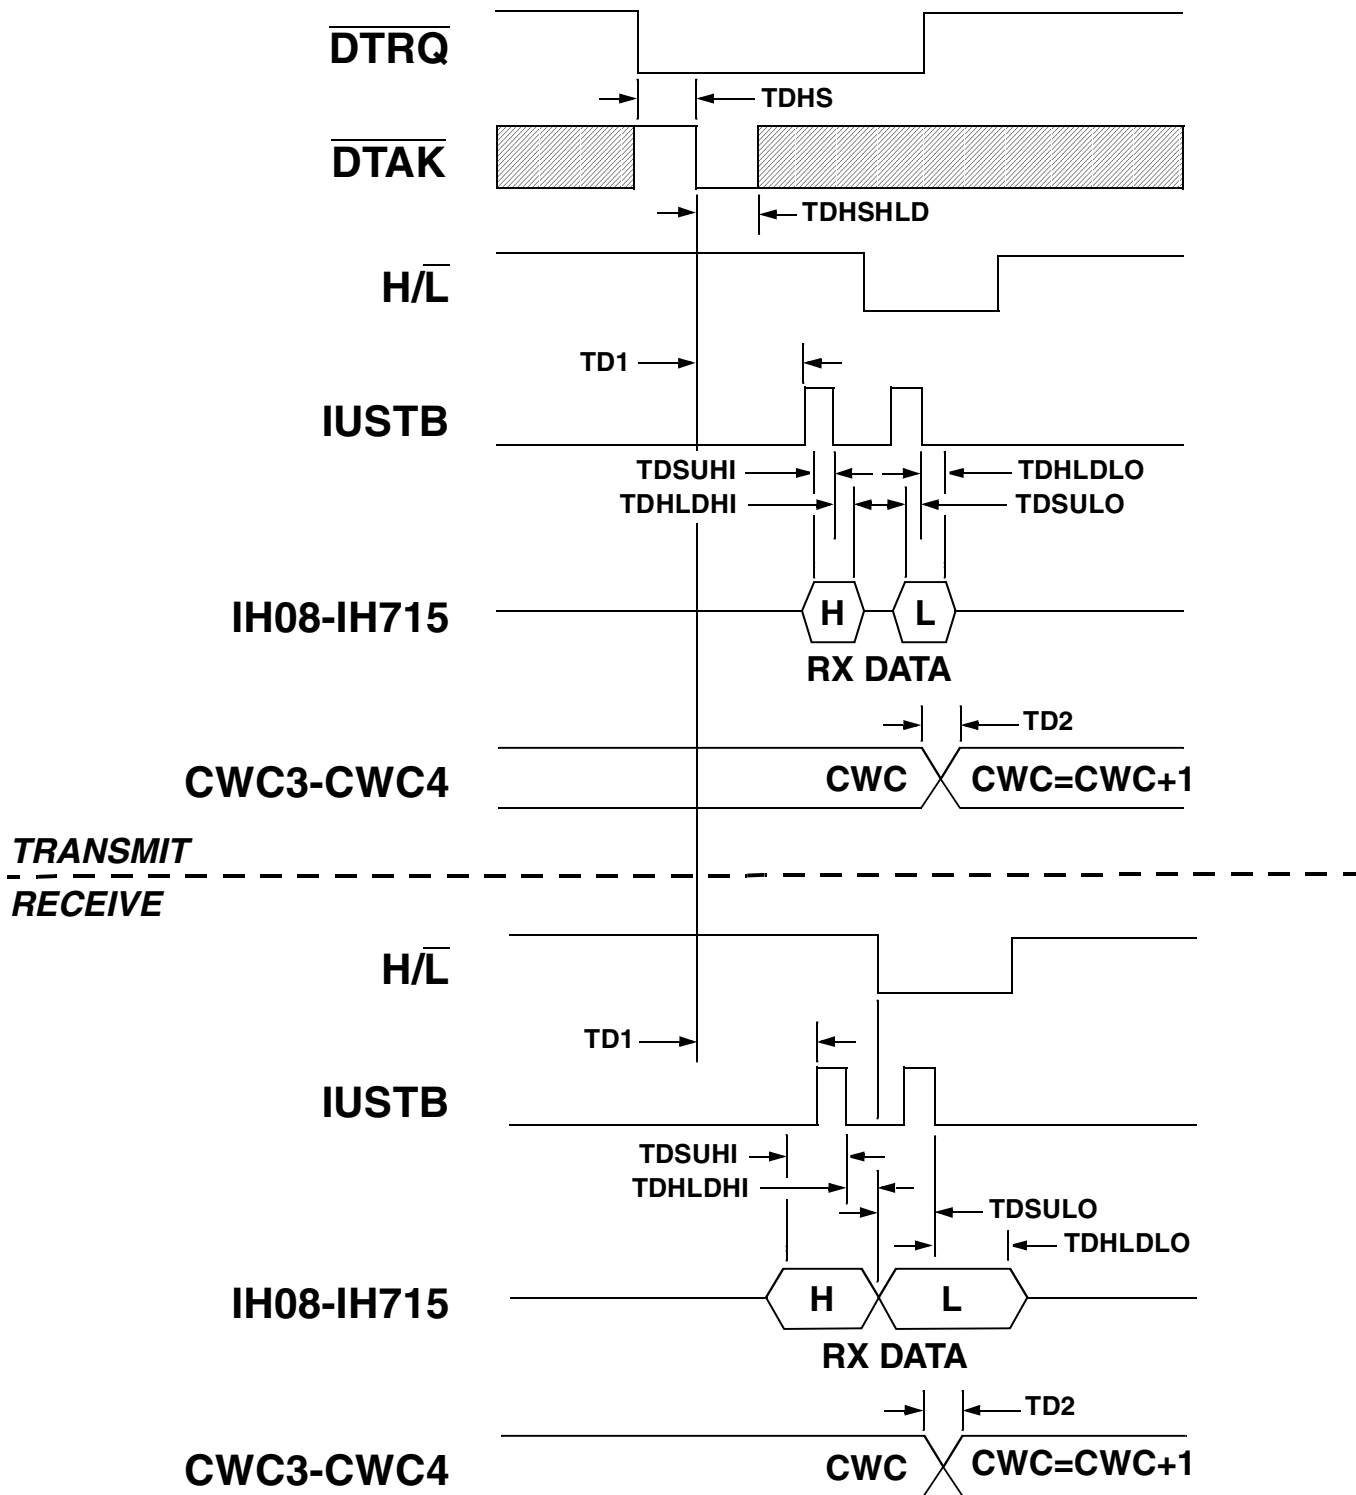 DTRQ
TDHS
DTAK
TDHSHLD
H/L
TD1
IUSTB
TDSUHI TDHLDLO
TDHLDHI TDSULO
IH08-IH715 H L
RX DATA
TD2
CWC3-CWC4 CWC CWC=CWC+1
TRANSMIT
RECEIVE
H/L
TD1
IUSTB
TDSUHI
TDHLDHI
TDSULO
TDHLDLO
IH08-IH715 H L
RX DATA
TD2
CWC3-CWC4 CWC CWC=CWC+1